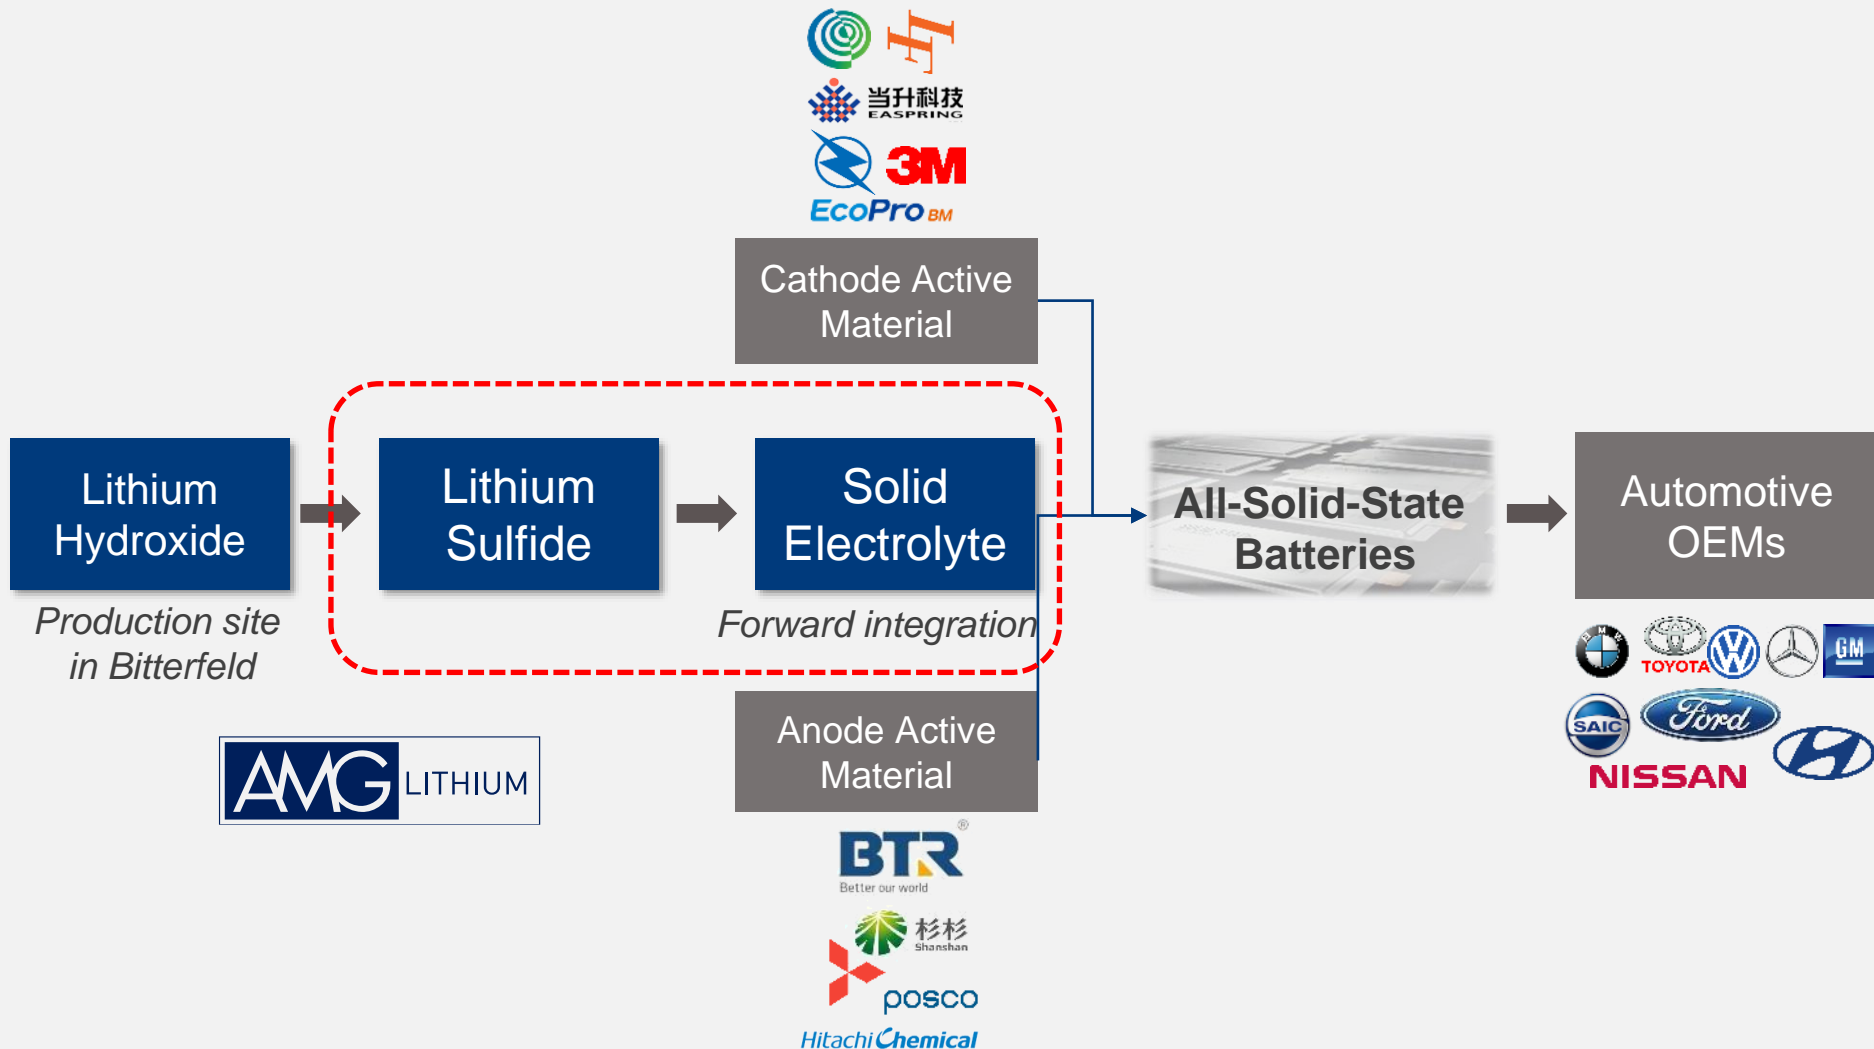 当升科技
EASPRING
3M
EcoPro BM
Cathode Active
Material
Lithium
Hydroxide
Production site
in Bitterfeld
Lithium
Sulfide
Solid
Electrolyte
Forward integration
All-Solid-State
Batteries
Automotive
OEMs
AMG LITHIUM
Anode Active
Material
BMW
TOYOTA
GM
SAIC
Ford
NISSAN
BTR®
Better our world
杉杉
Shanshan
posco
Hitachi Chemical